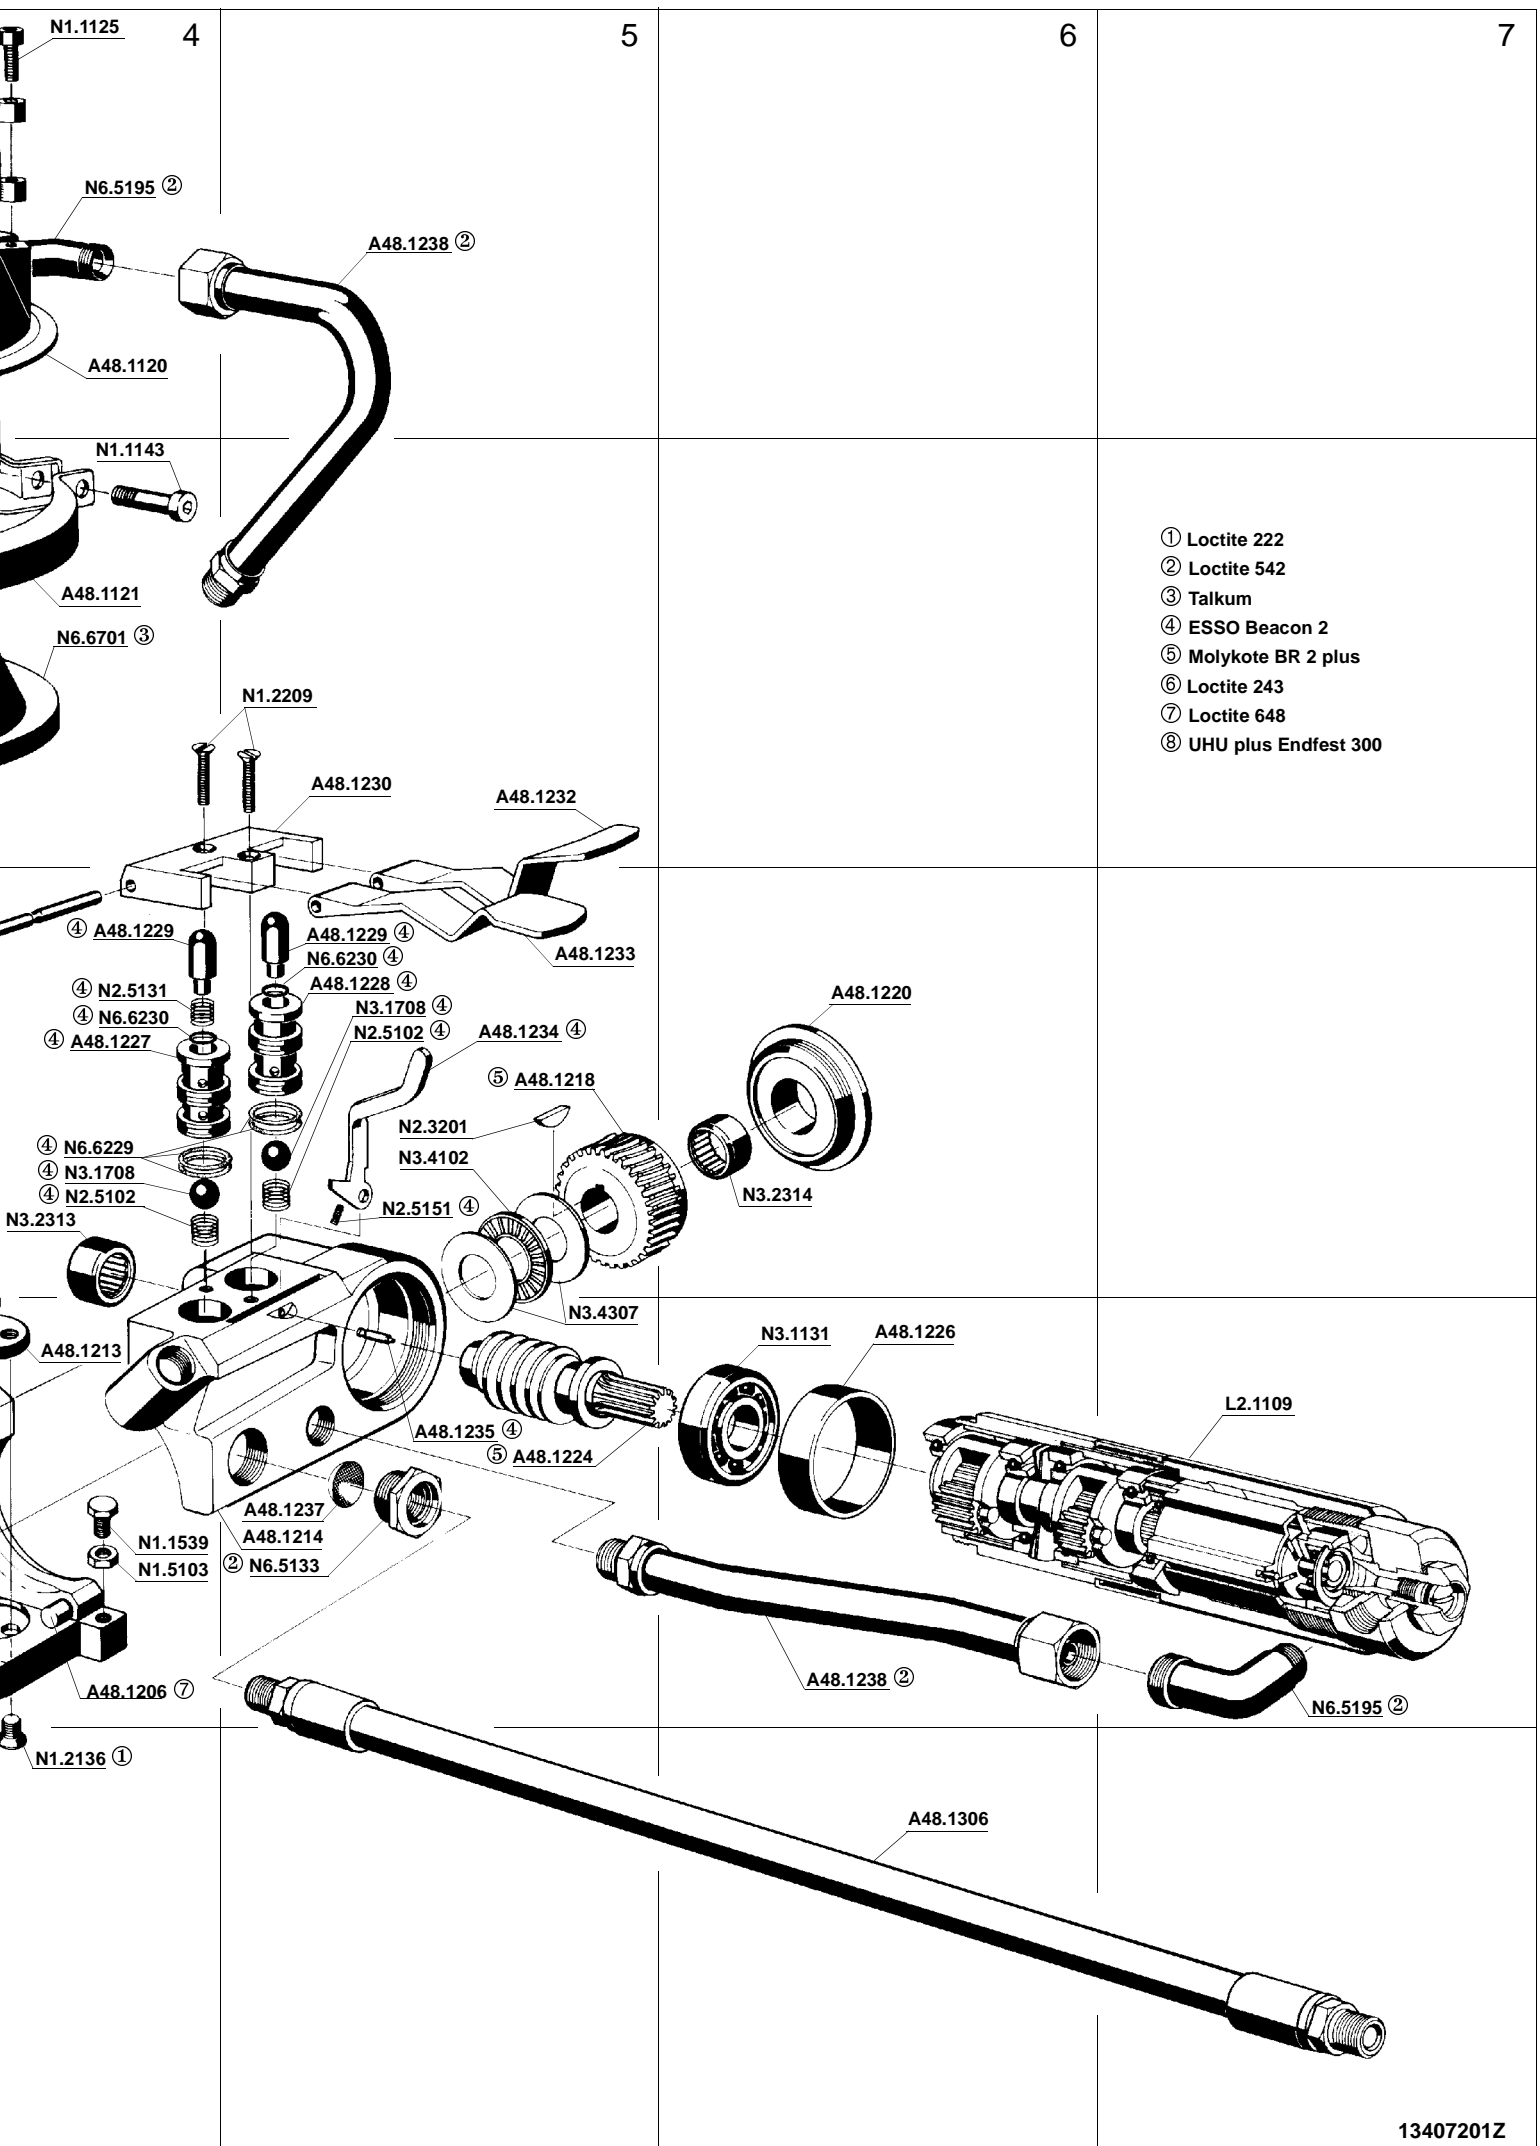 N1.1125
4
5
6
7
N6.5195 ②
A48.1238 ②
A48.1120
N1.1143
① Loctite 222
② Loctite 542
③ Talkum
④ ESSO Beacon 2
⑤ Molykote BR 2 plus
⑥ Loctite 243
⑦ Loctite 648
⑧ UHU plus Endfest 300
A48.1121
N6.6701 ③
N1.2209
A48.1230
A48.1232
④ A48.1229
A48.1229 ④
A48.1233
N6.6230 ④
④ N2.5131
A48.1228 ④
A48.1220
N3.1708 ④
④ N6.6230
N2.5102 ④
A48.1234 ④
④ A48.1227
⑤ A48.1218
N2.3201
④ N6.6229
N3.4102
④ N3.1708
④ N2.5102
N3.2314
N2.5151 ④
N3.2313
N3.4307
N3.1131
A48.1226
A48.1213
L2.1109
A48.1235 ④
⑤ A48.1224
A48.1237
A48.1214
N1.1539
② N6.5133
N1.5103
A48.1238 ②
A48.1206 ⑦
N6.5195 ②
N1.2136 ①
A48.1306
13407201Z